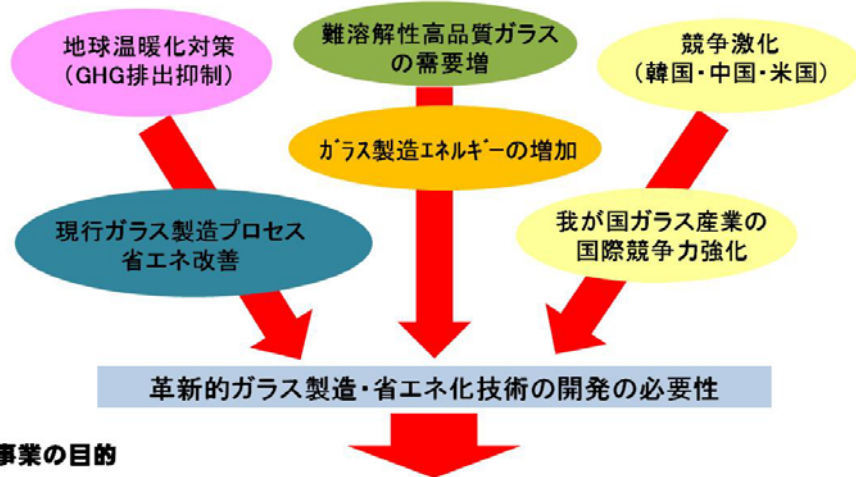 地球温暖化対策
（GHG排出抑制）
難溶解性高品質ガラス
の需要増
競争激化
（韓国・中国・米国）
ガラス製造エネルギーの増加
現行ガラス製造プロセス
省エネ改善
我が国ガラス産業の
国際競争力強化
革新的ガラス製造・省エネ化技術の開発の必要性
事業の目的